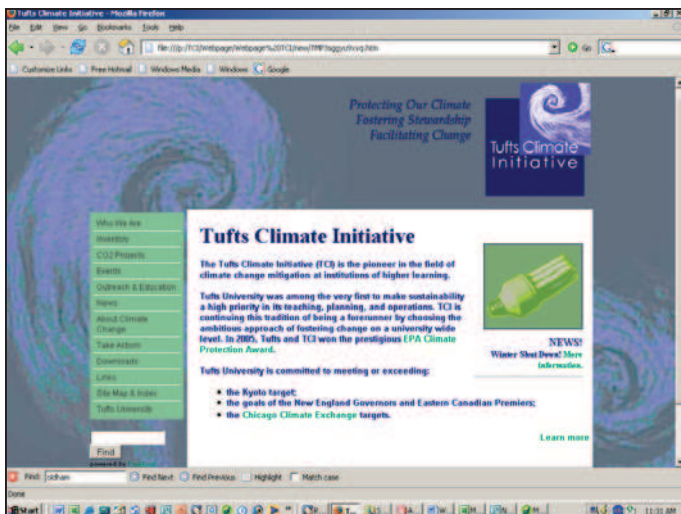 Tufts Climate Initiative - Mozilla Firefox
File Edit View Go Bookmarks Tools Help
Go
Customize Links Free Hotmail Windows Media Windows Google
Protecting Our Climate
Fostering Stewardship
Facilitating Change
Tufts Climate
Initiative
Who We Are
Inventory
CO2 Projects
Events
Outreach & Education
News
About Climate
Change
Take Action
Downloads
Links
Site Map & Index
Tufts University
Find
powered by
Tufts Climate Initiative
The Tufts Climate Initiative (TCI) is the pioneer in the field of
climate change mitigation at institutions of higher learning.
Tufts University was among the very first to make sustainability
a high priority in its teaching, planning, and operations. TCI is
continuing this tradition of being a forerunner by choosing the
ambitious approach of fostering change on a university wide
level. In 2005, Tufts and TCI won the prestigious EPA Climate
Protection Award.
Tufts University is committed to meeting or exceeding:
• the Kyoto target;
• the goals of the New England Governors and Eastern Canadian Premiers;
• the Chicago Climate Exchange targets.
Learn more
NEWS!
Winter Shut Down! More
information.
Find: oldham Find Next Find Previous Highlight Match case
Done
Start 11:31 AM